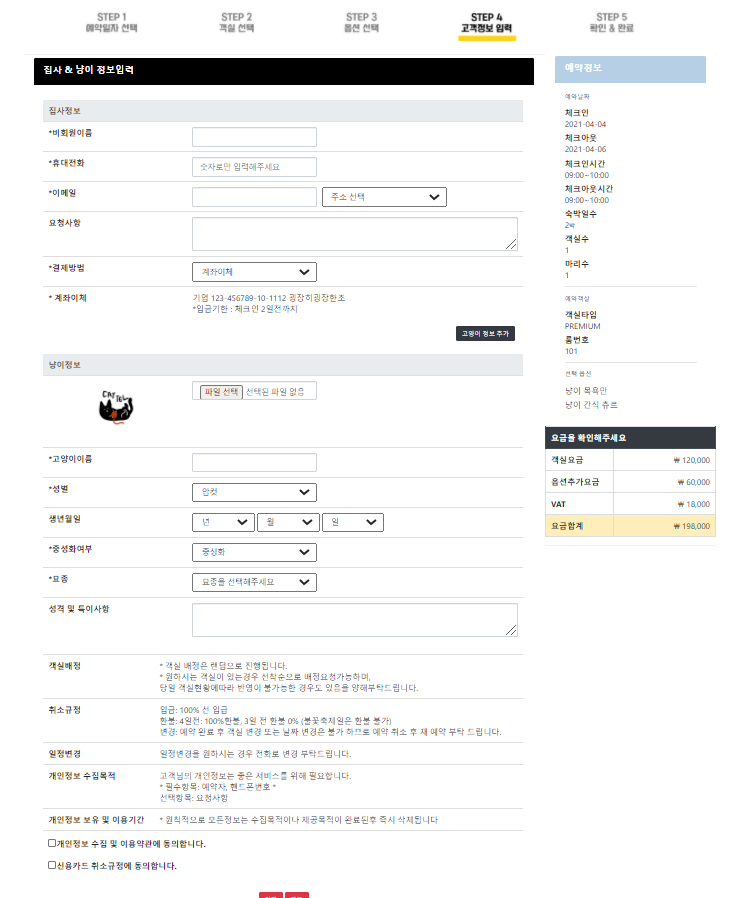 STEP 1
예약일자 선택
STEP 2
객실 선택
STEP 3
옵션 선택
STEP 4
고객정보 입력
STEP 5
확인 & 완료
집사 & 냥이 정보입력
집사정보
*비회원이름
*휴대전화
숫자로만 입력해주세요
*이메일
주소 선택
요청사항
*결제방법
계좌이체
* 계좌이체
기업 123-456789-10-1112 굉장히굉장한조
*입금기한 : 체크인 2일전까지
고양이 정보 추가
냥이정보
CATTEL
파일 선택 선택된 파일 없음
*고양이이름
*성별
암컷
생년월일
년
월
일
*중성화여부
중성화
*묘종
묘종을 선택해주세요
성격 및 특이사항
객실배정
* 객실 배정은 랜덤으로 진행됩니다.
* 원하시는 객실이 있는경우 선착순으로 배정요청가능하며,
당일 객실현황에따라 반영이 불가능한 경우도 있음을 양해부탁드립니다.
취소규정
입금: 100% 선 입금
환불: 4일전: 100%환불, 3일 전 환불 0% (불꽃축제일은 환불 불가)
변경: 예약 완료 후 객실 변경 또는 날짜 변경은 불가 하므로 예약 취소 후 재 예약 부탁 드립니다.
일정변경
일정변경을 원하시는 경우 전화로 변경 부탁드립니다.
개인정보 수집목적
고객님의 개인정보는 좋은 서비스를 위해 필요합니다.
* 필수항목: 예약자, 핸드폰번호 *
선택항목: 요청사항
개인정보 보유 및 이용기간
* 원칙적으로 모든정보는 수집목적이나 제공목적이 완료된후 즉시 삭제됩니다
개인정보 수집 및 이용약관에 동의합니다.
신용카드 취소규정에 동의합니다.
예약정보
예약날짜
체크인
2021-04-04
체크아웃
2021-04-06
체크인시간
09:00~10:00
체크아웃시간
09:00~10:00
숙박일수
2박
객실수
1
마리수
1
예약객실
객실타입
PREMIUM
룸번호
101
선택 옵션
냥이 목욕만
냥이 간식 츄르
요금을 확인해주세요
객실요금
₩ 120,000
옵션추가요금
₩ 60,000
VAT
₩ 18,000
요금합계
₩ 198,000